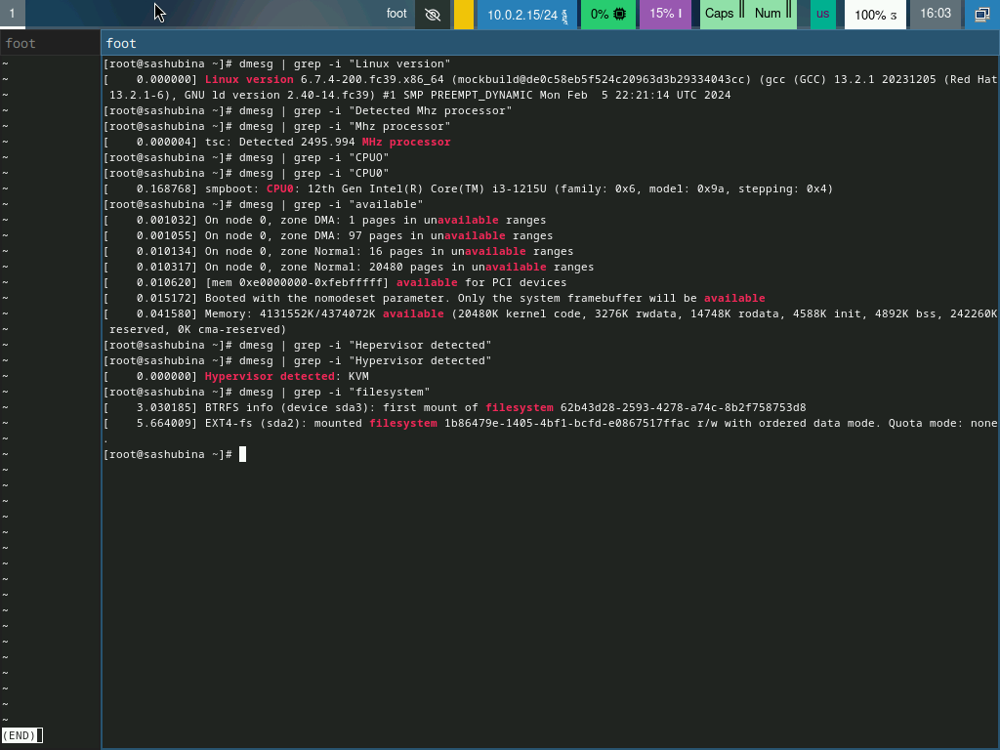 1 foot 10.0.2.15/24 0% 15% Caps Num us 100% 16:03
foot foot
[root@sashubina ~]# dmesg | grep -i "Linux version"
[    0.000000] Linux version 6.7.4-200.fc39.x86_64 (mockbuild@de0c58eb5f524c20963d3b29334043cc) (gcc (GCC) 13.2.1 20231205 (Red Hat
 13.2.1-6), GNU ld version 2.40-14.fc39) #1 SMP PREEMPT_DYNAMIC Mon Feb  5 22:21:14 UTC 2024
[root@sashubina ~]# dmesg | grep -i "Detected Mhz processor"
[root@sashubina ~]# dmesg | grep -i "Mhz processor"
[    0.000004] tsc: Detected 2495.994 MHz processor
[root@sashubina ~]# dmesg | grep -i "CPUO"
[root@sashubina ~]# dmesg | grep -i "CPU0"
[    0.168768] smpboot: CPU0: 12th Gen Intel(R) Core(TM) i3-1215U (family: 0x6, model: 0x9a, stepping: 0x4)
[root@sashubina ~]# dmesg | grep -i "available"
[    0.001032] On node 0, zone DMA: 1 pages in unavailable ranges
[    0.001055] On node 0, zone DMA: 97 pages in unavailable ranges
[    0.010134] On node 0, zone Normal: 16 pages in unavailable ranges
[    0.010317] On node 0, zone Normal: 20480 pages in unavailable ranges
[    0.010620] [mem 0xe0000000-0xfebfffff] available for PCI devices
[    0.015172] Booted with the nomodeset parameter. Only the system framebuffer will be available
[    0.041580] Memory: 4131552K/4374072K available (20480K kernel code, 3276K rwdata, 14748K rodata, 4588K init, 4892K bss, 242260K
 reserved, 0K cma-reserved)
[root@sashubina ~]# dmesg | grep -i "Hepervisor detected"
[root@sashubina ~]# dmesg | grep -i "Hypervisor detected"
[    0.000000] Hypervisor detected: KVM
[root@sashubina ~]# dmesg | grep -i "filesystem"
[    3.030185] BTRFS info (device sda3): first mount of filesystem 62b43d28-2593-4278-a74c-8b2f758753d8
[    5.664009] EXT4-fs (sda2): mounted filesystem 1b86479e-1405-4bf1-bcfd-e0867517ffac r/w with ordered data mode. Quota mode: none
.
[root@sashubina ~]#
(END)